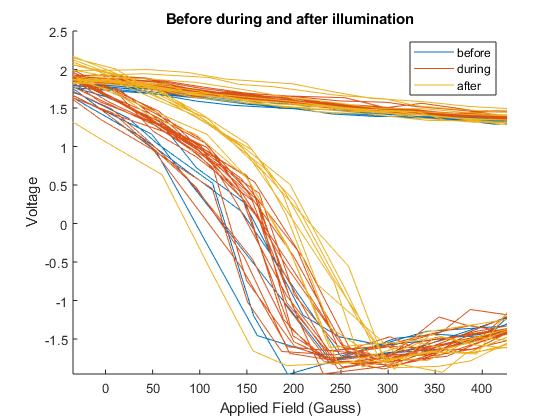 Before during and after illumination
2.5
2
1.5
1
0.5
0
-0.5
-1
-1.5
Voltage
before
during
after
0 50 100 150 200 250 300 350 400
Applied Field (Gauss)